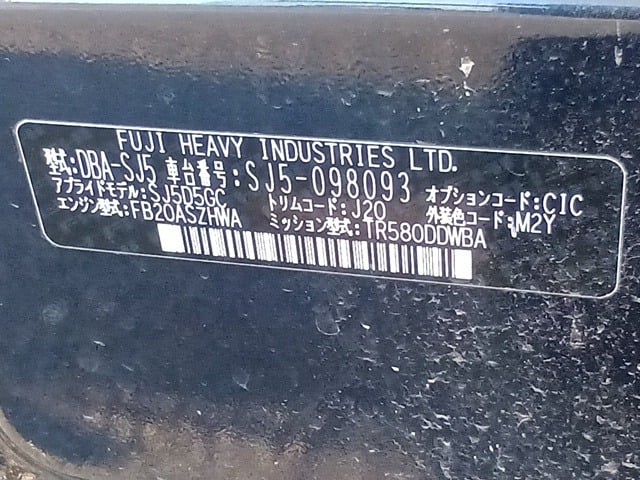 FUJI HEAVY INDUSTRIES LTD.
型式:DBA-SJ5 車台番号:SJ5-098093
アプライドモデル:SJ5D5GC トリムコード:J20 オプションコード:CIC
エンジン型式:FB20ASZHWA ミッション型式:TR580DDWBA 外装色コード:M2Y